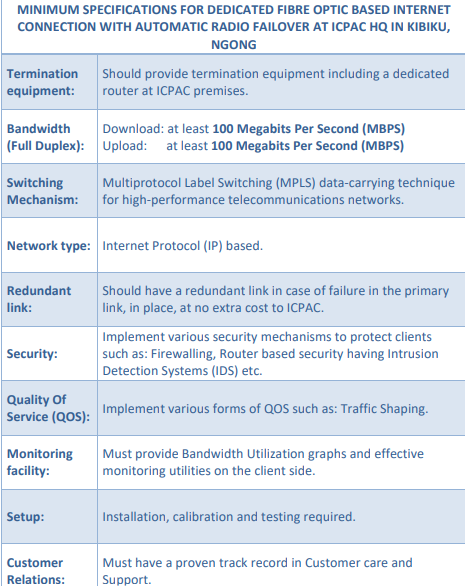 MINIMUM SPECIFICATIONS FOR DEDICATED FIBRE OPTIC BASED INTERNET
CONNECTION WITH AUTOMATIC RADIO FAILOVER AT ICPAC HQ IN KIBIKU,
NGONG
Termination
equipment:
Should provide termination equipment including a dedicated
router at ICPAC premises.
Bandwidth
(Full Duplex):
Download: at least 100 Megabits Per Second (MBPS)
Upload: at least 100 Megabits Per Second (MBPS)
Switching
Mechanism:
Multiprotocol Label Switching (MPLS) data-carrying technique
for high-performance telecommunications networks.
Network type:
Internet Protocol (IP) based.
Redundant
link:
Should have a redundant link in case of failure in the primary
link, in place, at no extra cost to ICPAC.
Security:
Implement various security mechanisms to protect clients
such as: Firewalling, Router based security having Intrusion
Detection Systems (IDS) etc.
Quality Of
Service (QOS):
Implement various forms of QOS such as: Traffic Shaping.
Monitoring
facility:
Must provide Bandwidth Utilization graphs and effective
monitoring utilities on the client side.
Setup:
Installation, calibration and testing required.
Customer
Relations:
Must have a proven track record in Customer care and
Support.